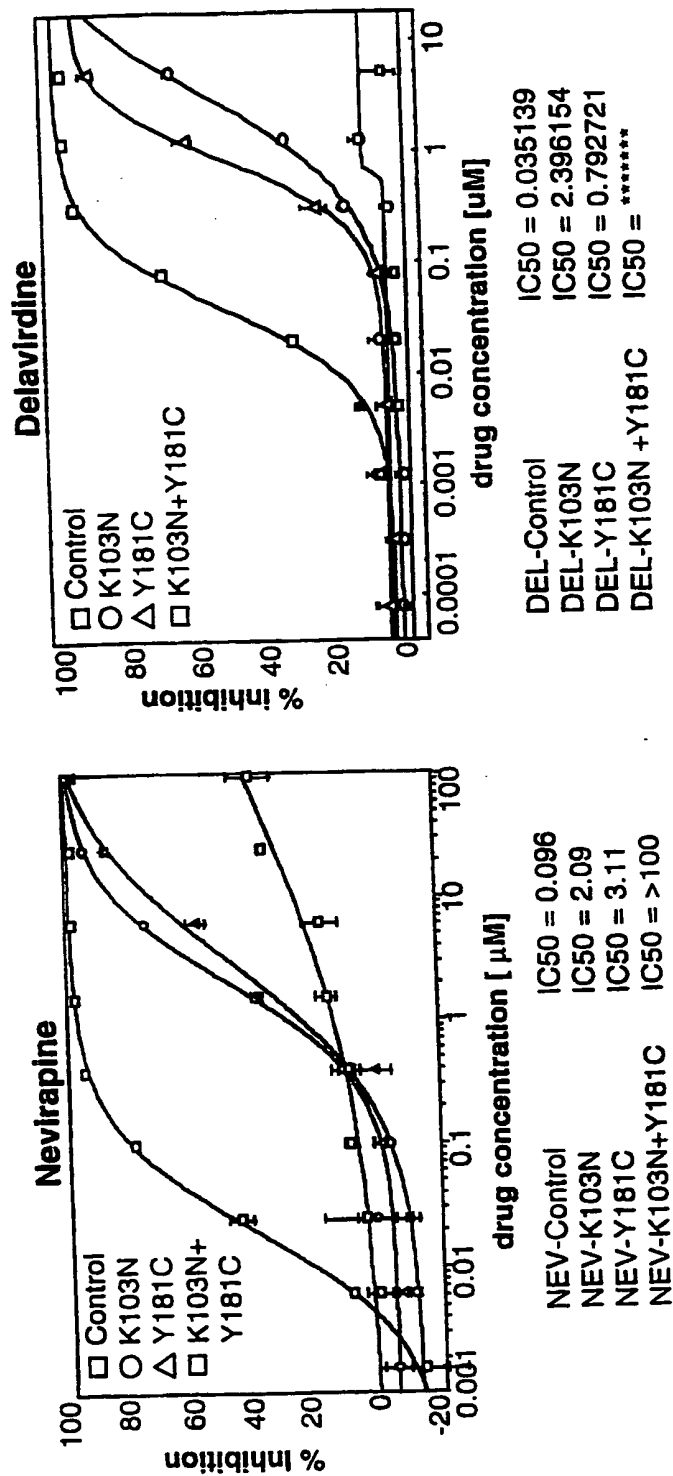 Nevirapine
% Inhibition
100
80
60
40
20
0
-20
□ Control
○ K103N
△ Y181C
□ K103N+
Y181C
0.001
0.01
0.1
1
10
100
drug concentration [ µM]
NEV-Control IC50 = 0.096
NEV-K103N IC50 = 2.09
NEV-Y181C IC50 = 3.11
NEV-K103N+Y181C IC50 = >100
Delavirdine
% inhibition
100
80
60
40
20
0
□ Control
○ K103N
△ Y181C
□ K103N+Y181C
0.0001
0.001
0.01
0.1
1
10
drug concentration [uM]
DEL-Control IC50 = 0.035139
DEL-K103N IC50 = 2.396154
DEL-Y181C IC50 = 0.792721
DEL-K103N +Y181C IC50 = *******